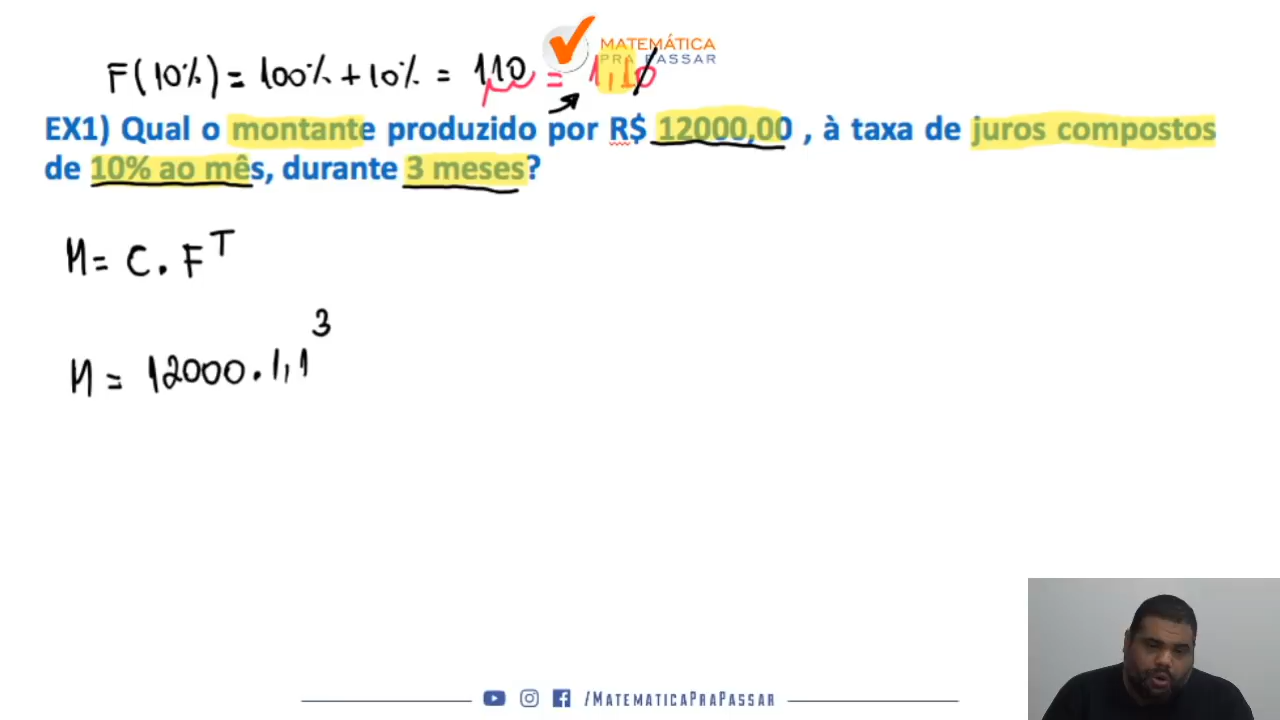 MATEMÁTICA
PRA PASSAR
F(10%) = 100% + 10% = 110 = 1,10
EX1) Qual o montante produzido por R$ 12000,00 , à taxa de juros compostos
de 10% ao mês, durante 3 meses?
M = C . F^T
M = 12000 . 1,1^3
/MATEMATICAPRAPASSAR